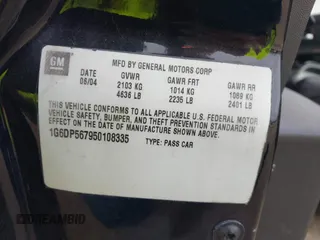 GM
MFD BY GENERAL MOTORS CORP
DATE GVWR GAWR FRT GAWR RR
08/04 2103 KG 1014 KG 1089 KG
4636 LB 2235 LB 2401 LB
THIS VEHICLE CONFORMS TO ALL APPLICABLE U.S. FEDERAL MOTOR
VEHICLE SAFETY, BUMPER, AND THEFT PREVENTION STANDARDS
IN EFFECT ON THE DATE OF MANUFACTURE SHOWN ABOVE.
1G6DP567950108335 TYPE: PASS CAR
AUTOBIDMASTER